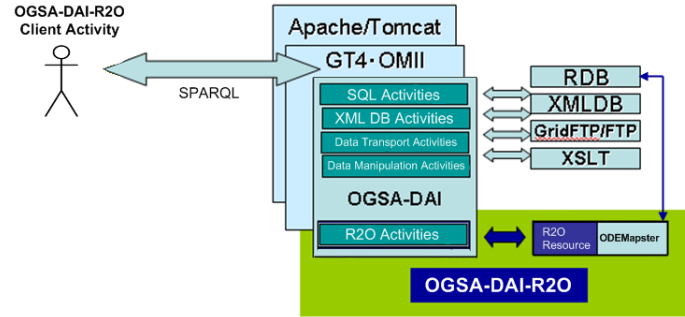 OGSA-DAI-R2O
Client Activity
SPARQL
Apache/Tomcat
GT4·OMII
SQL Activities
XML DB Activities
Data Transport Activities
Data Manipulation Activities
OGSA-DAI
R2O Activities
RDB
XMLDB
GridFTP/FTP
XSLT
R2O
Resource
ODEMapster
OGSA-DAI-R2O